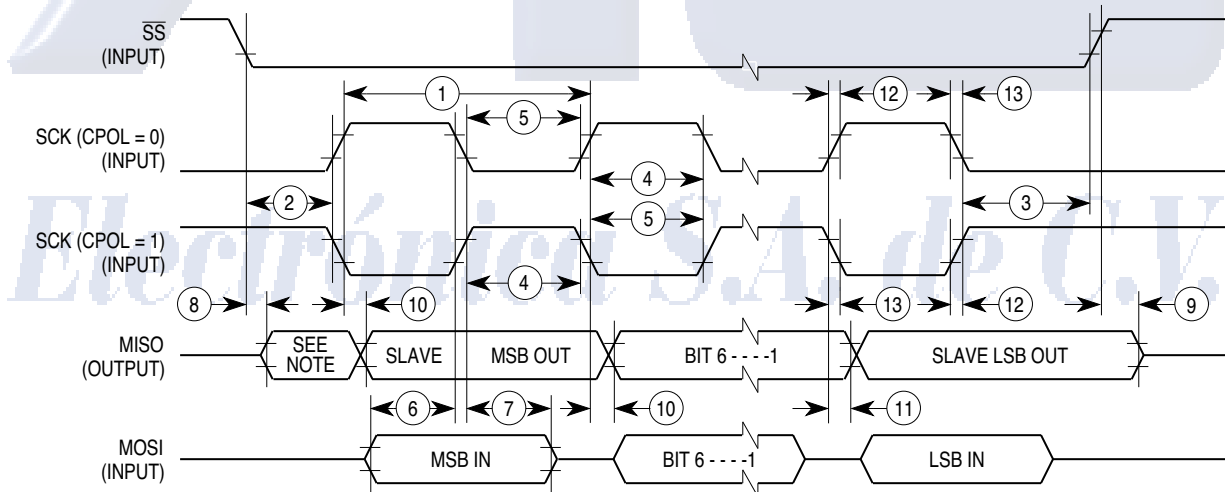 SS
(INPUT)
1
12
13
5
SCK (CPOL = 0)
(INPUT)
4
2
3
5
SCK (CPOL = 1)
(INPUT)
Electrónica S.A. de C.V.
4
8
10
13
12
9
MISO
(OUTPUT)
SEE
NOTE
SLAVE
MSB OUT
BIT 6 - - - -1
SLAVE LSB OUT
6
7
10
11
MOSI
(INPUT)
MSB IN
BIT 6 - - - -1
LSB IN